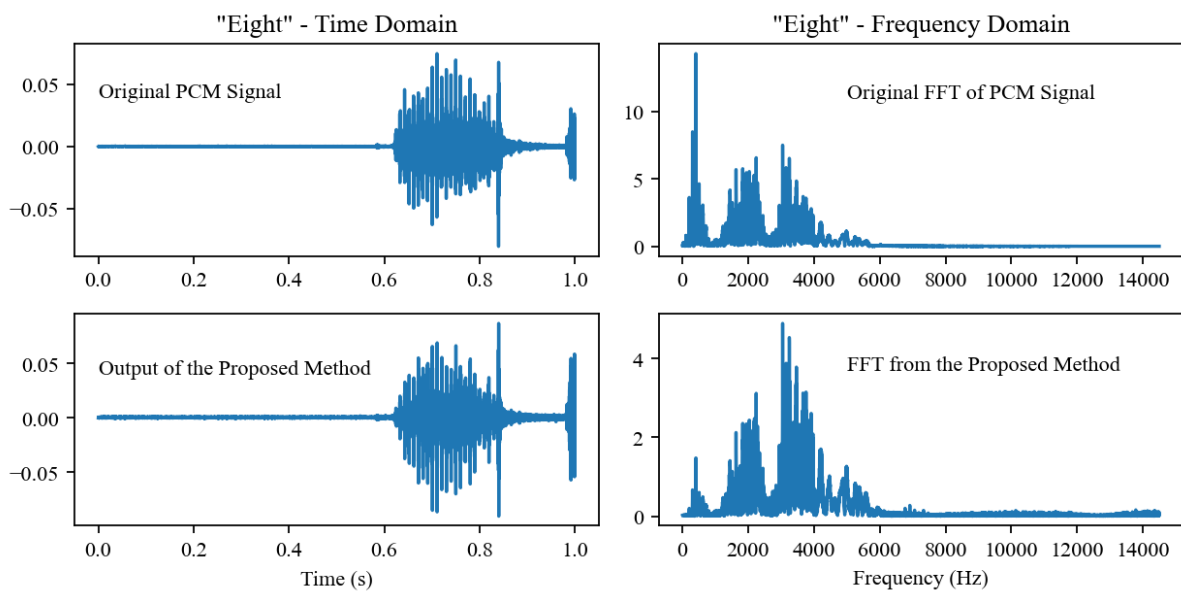 "Eight" - Time Domain
"Eight" - Frequency Domain
Original PCM Signal
0.05
0.00
−0.05
0.0 0.2 0.4 0.6 0.8 1.0
Original FFT of PCM Signal
10
5
0
0 2000 4000 6000 8000 10000 12000 14000
Output of the Proposed Method
0.05
0.00
−0.05
0.0 0.2 0.4 0.6 0.8 1.0
Time (s)
FFT from the Proposed Method
4
2
0
0 2000 4000 6000 8000 10000 12000 14000
Frequency (Hz)